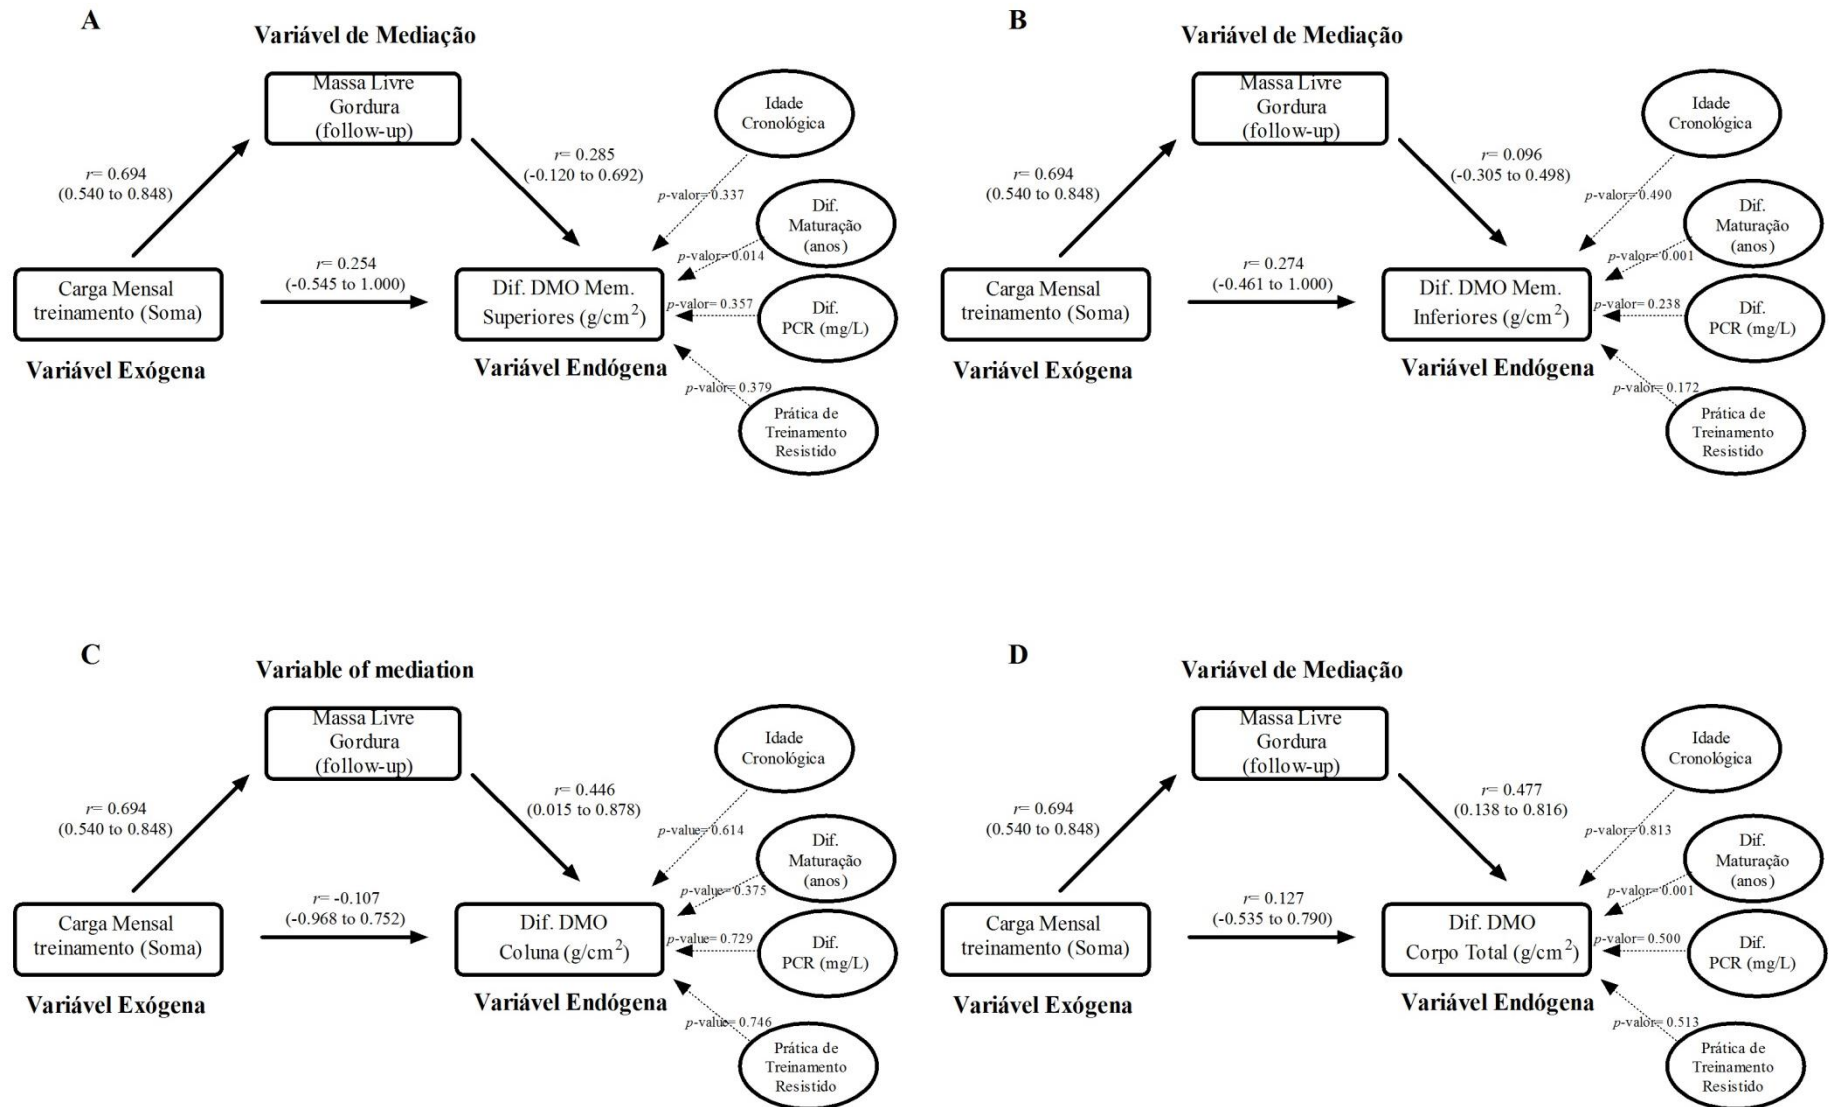 A
Variável de Mediação
Massa Livre
Gordura
(follow-up)
Idade
Cronológica
r= 0.694
(0.540 to 0.848)
r= 0.285
(-0.120 to 0.692)
p-valor= 0.337
Dif.
Maturação
(anos)
p-valor= 0.014
Carga Mensal
treinamento (Soma)
r= 0.254
(-0.545 to 1.000)
Dif. DMO Mem.
Superiores (g/cm²)
p-valor= 0.357
Dif.
PCR (mg/L)
Variável Exógena
Variável Endógena
p-valor= 0.379
Prática de
Treinamento
Resistido
B
Variável de Mediação
Massa Livre
Gordura
(follow-up)
Idade
Cronológica
r= 0.694
(0.540 to 0.848)
r= 0.096
(-0.305 to 0.498)
p-valor= 0.490
Dif.
Maturação
(anos)
p-valor= 0.001
Carga Mensal
treinamento (Soma)
r= 0.274
(-0.461 to 1.000)
Dif. DMO Mem.
Inferiores (g/cm²)
p-valor= 0.238
Dif.
PCR (mg/L)
Variável Exógena
Variável Endógena
p-valor= 0.172
Prática de
Treinamento
Resistido
C
Variable of mediation
Massa Livre
Gordura
(follow-up)
Idade
Cronológica
r= 0.694
(0.540 to 0.848)
r= 0.446
(0.015 to 0.878)
p-value= 0.614
Dif.
Maturação
(anos)
p-value= 0.375
Carga Mensal
treinamento (Soma)
r= -0.107
(-0.968 to 0.752)
Dif. DMO
Coluna (g/cm²)
p-value= 0.729
Dif.
PCR (mg/L)
Variável Exógena
Variável Endógena
p-value= 0.746
Prática de
Treinamento
Resistido
D
Variável de Mediação
Massa Livre
Gordura
(follow-up)
Idade
Cronológica
r= 0.694
(0.540 to 0.848)
r= 0.477
(0.138 to 0.816)
p-valor= 0.813
Dif.
Maturação
(anos)
p-valor= 0.001
Carga Mensal
treinamento (Soma)
r= 0.127
(-0.535 to 0.790)
Dif. DMO
Corpo Total (g/cm²)
p-valor= 0.500
Dif.
PCR (mg/L)
Variável Exógena
Variável Endógena
p-valor= 0.513
Prática de
Treinamento
Resistido